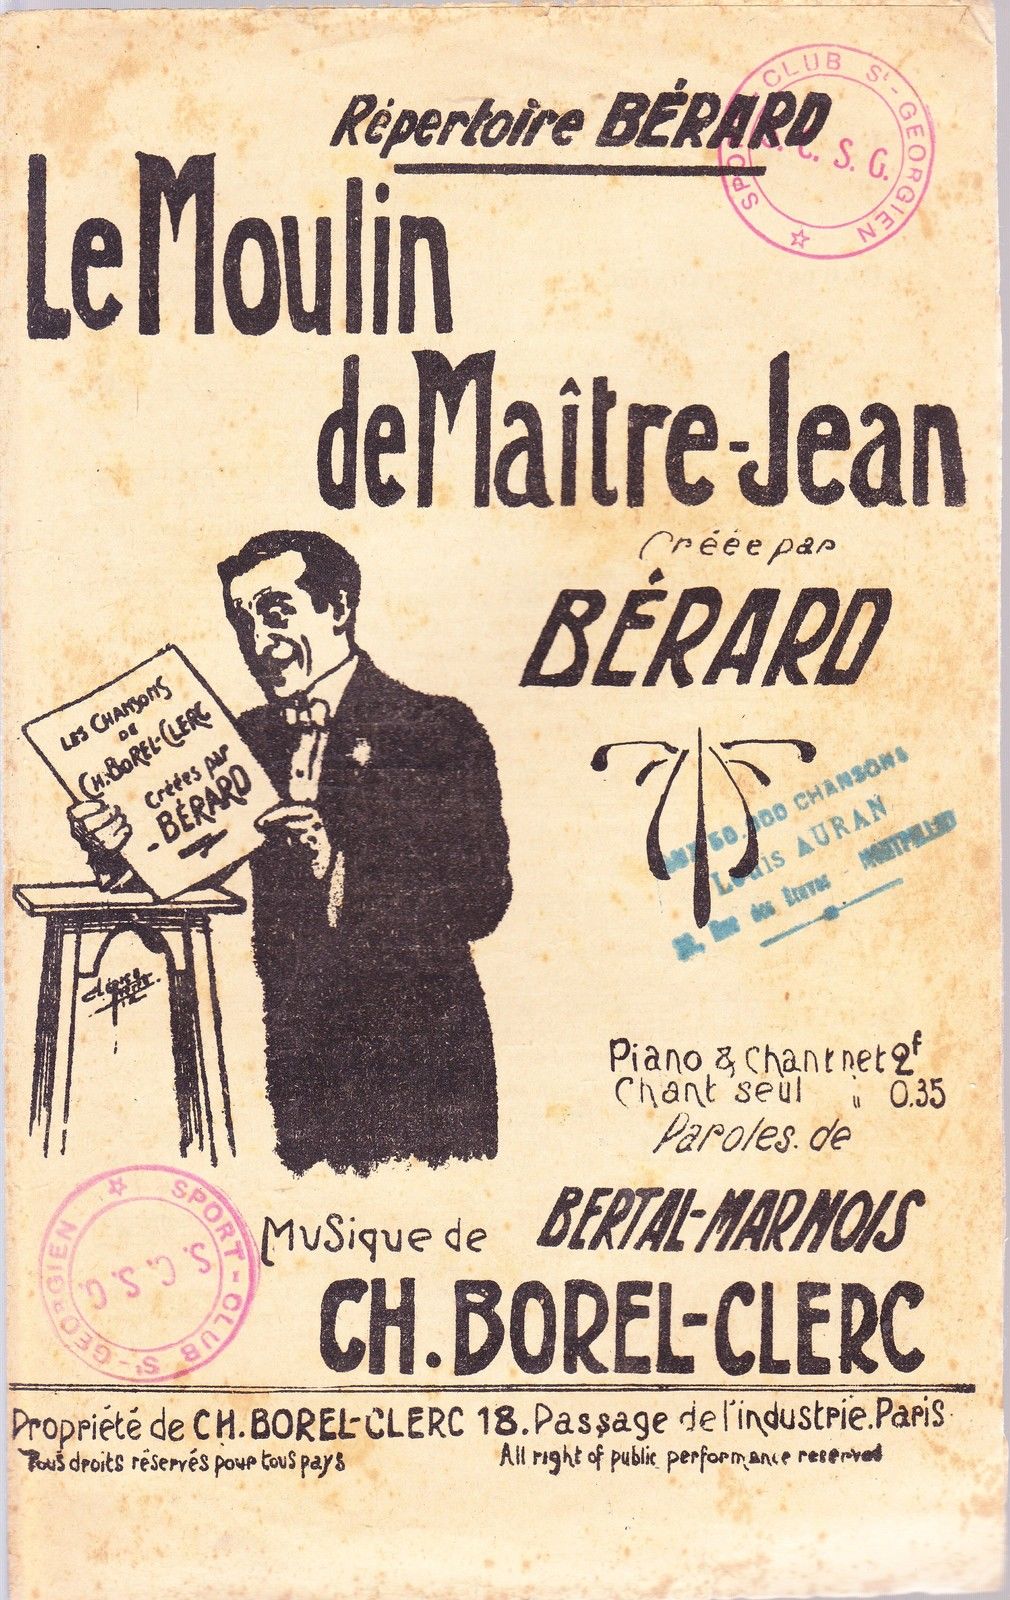 SPORT-CLUB St-GEORGIEN
S. C. S. G.
Répertoire BÉRARD
Le Moulin
de Maître-Jean
Créée par
BÉRARD
LES CHANSONS
DE
CH. BOREL-CLERC
Créées par
-BÉRARD
CHANSONS
Louis AURAN
Rue des - MONTPELLIER
Piano & Chant net 2f
Chant seul " 0.35
Paroles. de
BERTAL-MARNOIS
Musique de
CH. BOREL-CLERC
SPORT-CLUB St-GEORGIEN
S. C. S. G.
Propriété de CH. BOREL-CLERC 18. Passage de l'industrie. Paris
Tous droits réservés pour tous pays All right of public performance reserved